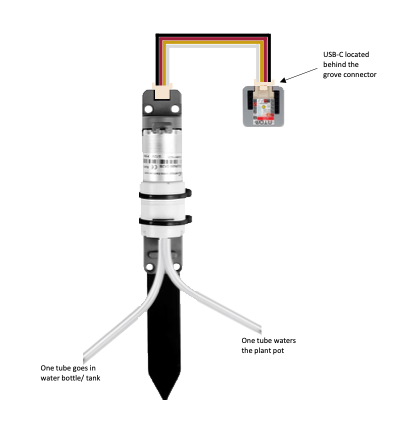 USB-C located
behind the
grove connector
ATOM
One tube waters
the plant pot
One tube goes in
water bottle/ tank